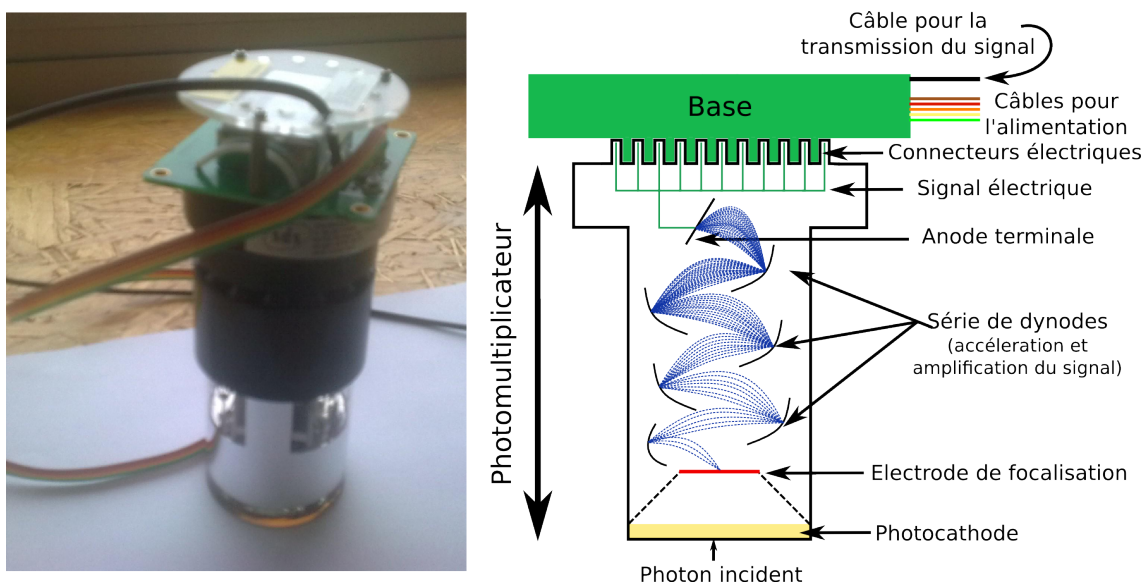 Câble pour la
transmission du signal
Base
Câbles pour
l'alimentation
Connecteurs électriques
Signal électrique
Anode terminale
Photomultiplicateur
Série de dynodes
(accéleration et
amplification du signal)
Electrode de focalisation
Photocathode
Photon incident